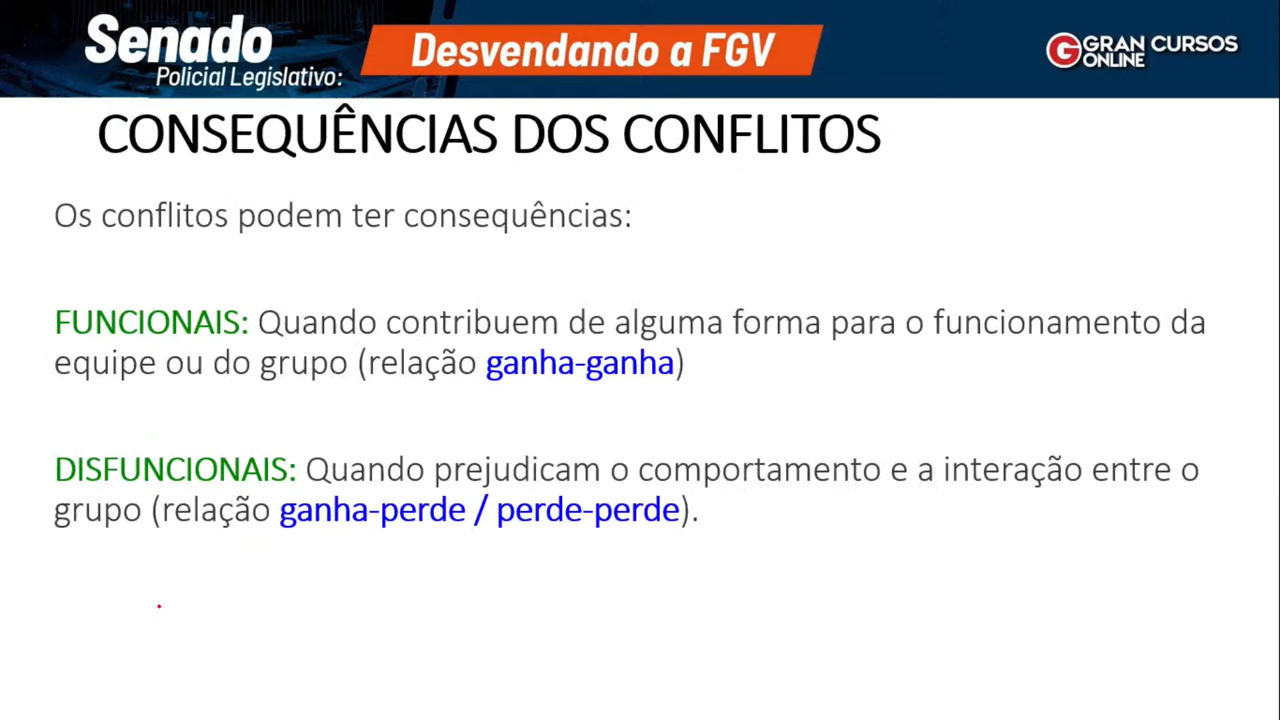 Senado
Policial Legislativo:
Desvendando a FGV
GRAN CURSOS
ONLINE
CONSEQUÊNCIAS DOS CONFLITOS
Os conflitos podem ter consequências:
FUNCIONAIS: Quando contribuem de alguma forma para o funcionamento da
equipe ou do grupo (relação ganha-ganha)
DISFUNCIONAIS: Quando prejudicam o comportamento e a interação entre o
grupo (relação ganha-perde / perde-perde).